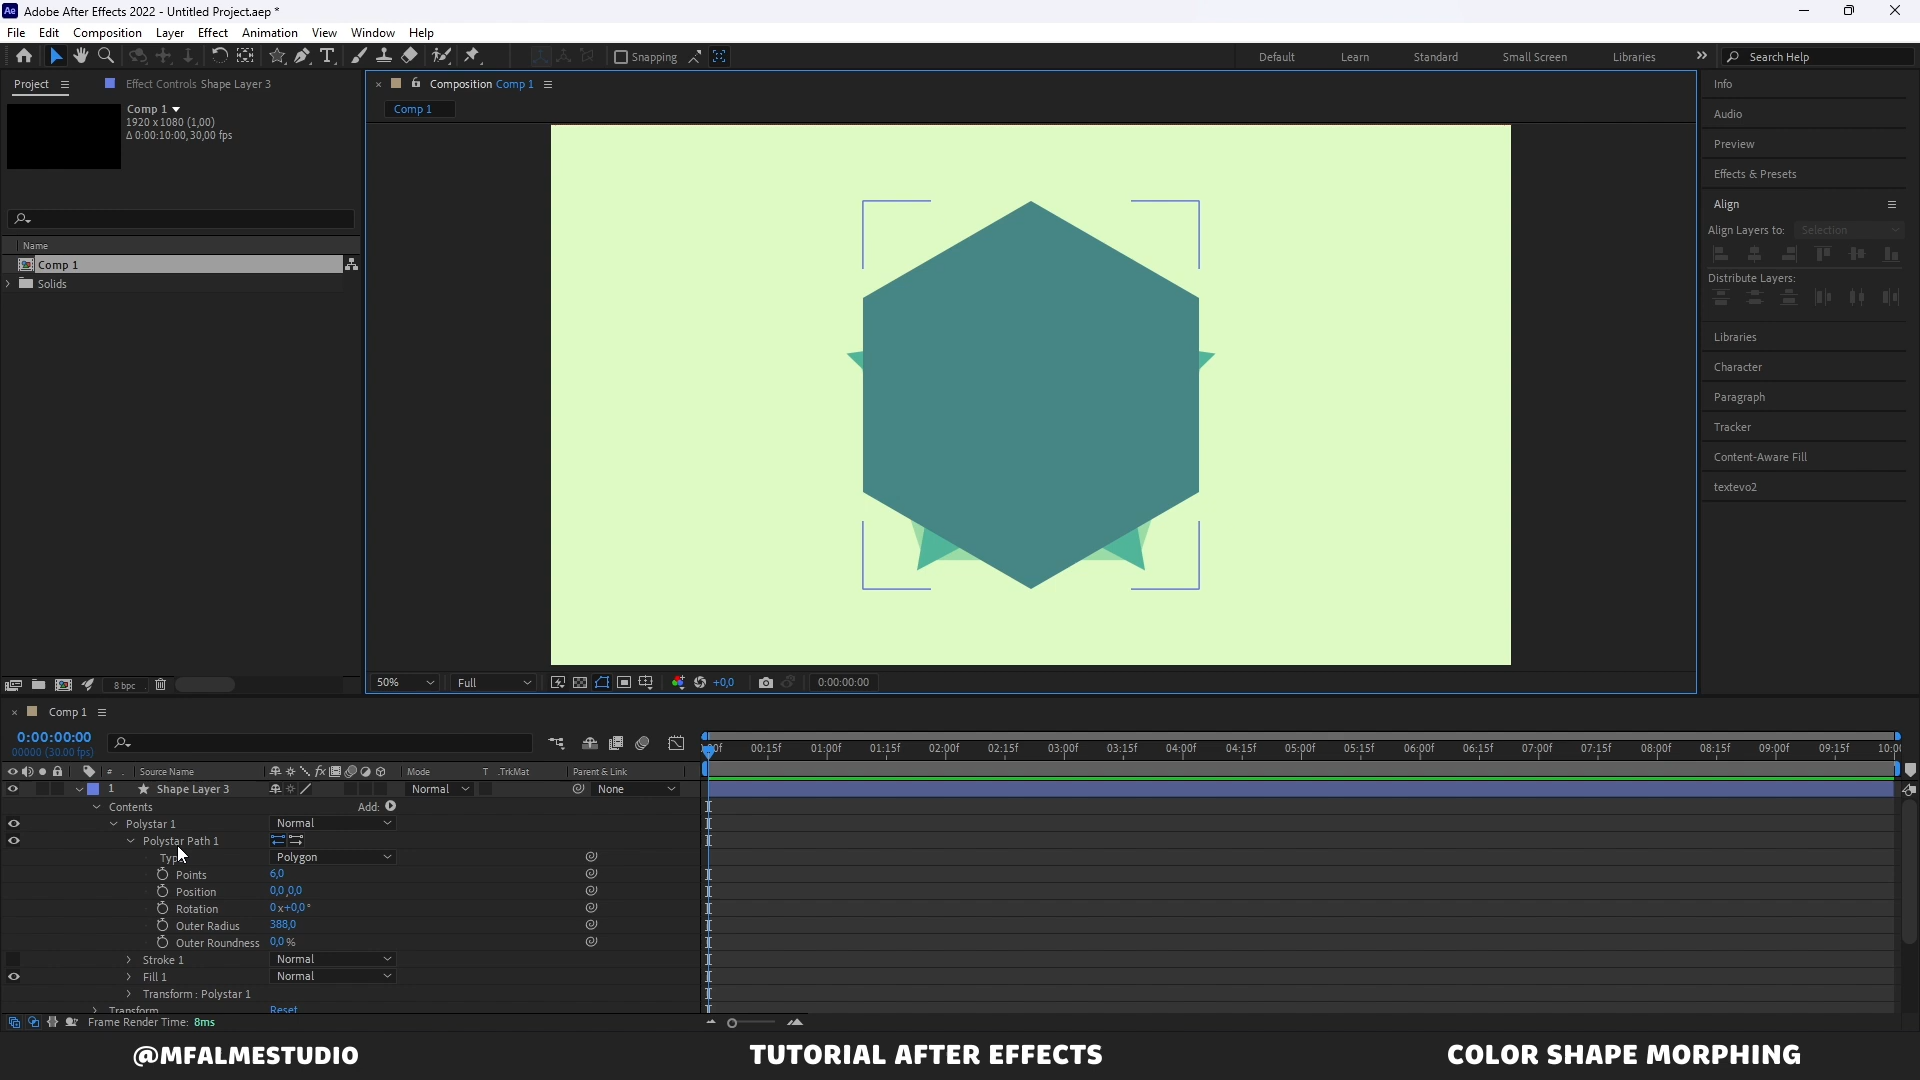 Adobe After Effects 2022 - Untitled Project.aep *
File Edit Composition Layer Effect Animation View Window Help
Snapping Default Learn Standard Small Screen Libraries Search Help
Project Effect Controls Shape Layer 3
Comp 1
1920 x 1080 (1,00)
Δ 0:00:10:00, 30,00 fps
Name
Comp 1
Solids
8 bpc
Composition Comp 1
Comp 1
50% Full +0,0 0:00:00:00
Info
Audio
Preview
Effects & Presets
Align
Align Layers to: Selection
Distribute Layers:
Libraries
Character
Paragraph
Tracker
Content-Aware Fill
textevo2
Comp 1
0:00:00:00
00000 (30.00 fps)
00:15f 01:00f 01:15f 02:00f 02:15f 03:00f 03:15f 04:00f 04:15f 05:00f 05:15f 06:00f 06:15f 07:00f 07:15f 08:00f 08:15f 09:00f 09:15f
# Source Name Mode T .TrkMat Parent & Link
1 Shape Layer 3 Normal None
Contents Add:
Polystar 1 Normal
Polystar Path 1
Polygon
Points 6,0
Position 0,0 ,0,0
Rotation 0x+0,0°
Outer Radius 388,0
Outer Roundness 0,0 %
Stroke 1 Normal
Fill 1 Normal
Transform : Polystar 1
Transform Reset
Frame Render Time: 8ms
@MFALMESTUDIO TUTORIAL AFTER EFFECTS COLOR SHAPE MORPHING